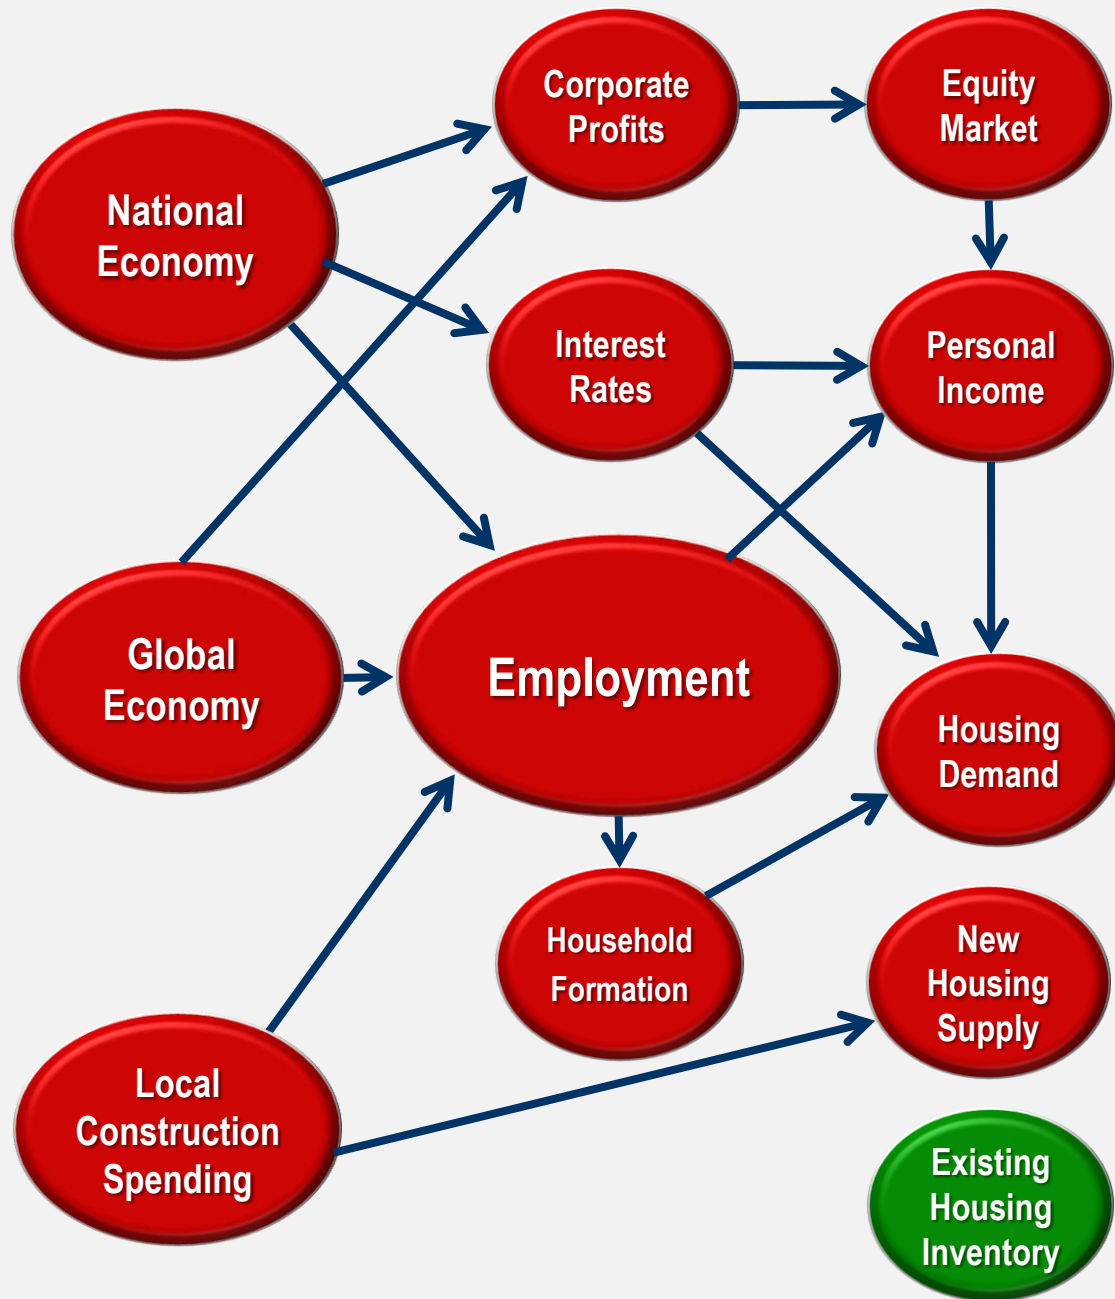 Corporate
Profits
Equity
Market
National
Economy
Interest
Rates
Personal
Income
Global
Economy
Employment
Housing
Demand
Household
Formation
New
Housing
Supply
Local
Construction
Spending
Existing
Housing
Inventory